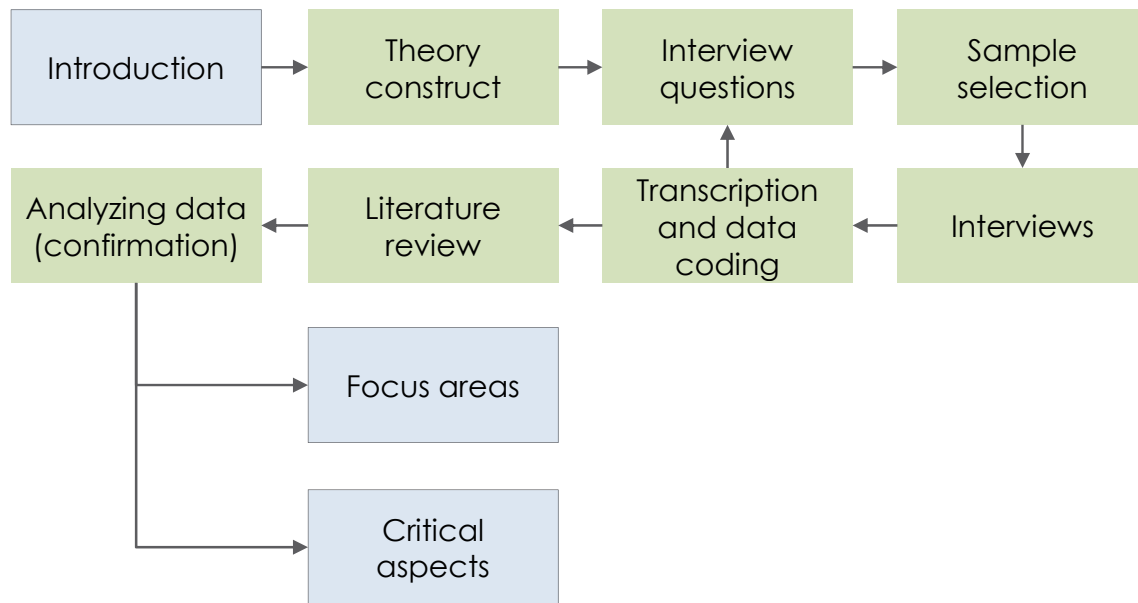 Introduction
Theory
construct
Interview
questions
Sample
selection
Analyzing data
(confirmation)
Literature
review
Transcription
and data
coding
Interviews
Focus areas
Critical
aspects